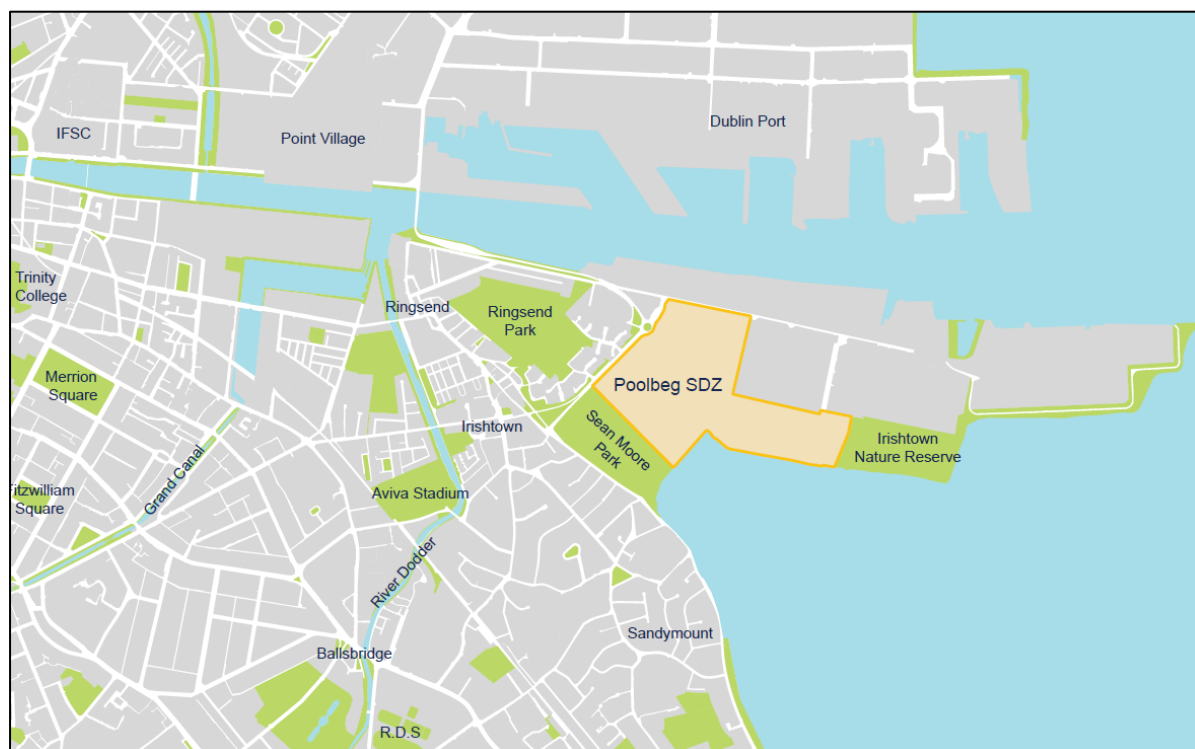 IFSC
Point Village
Dublin Port
Trinity
College
Ringsend
Ringsend
Park
Merrion
Square
Poolbeg SDZ
Irishtown
Sean Moore
Park
Irishtown
Nature Reserve
Grand Canal
Aviva Stadium
Fitzwilliam
Square
River Dodder
Sandymount
Ballsbridge
R.D.S